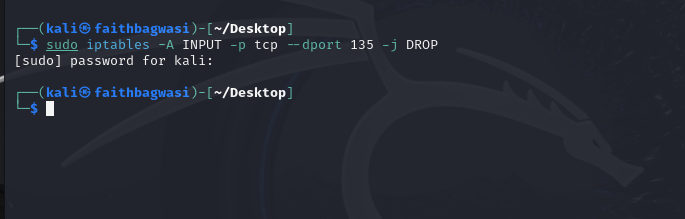 ┌──(kali㉿faithbagwasi)-[~/Desktop]
└─$ sudo iptables -A INPUT -p tcp --dport 135 -j DROP
[sudo] password for kali:
┌──(kali㉿faithbagwasi)-[~/Desktop]
└─$